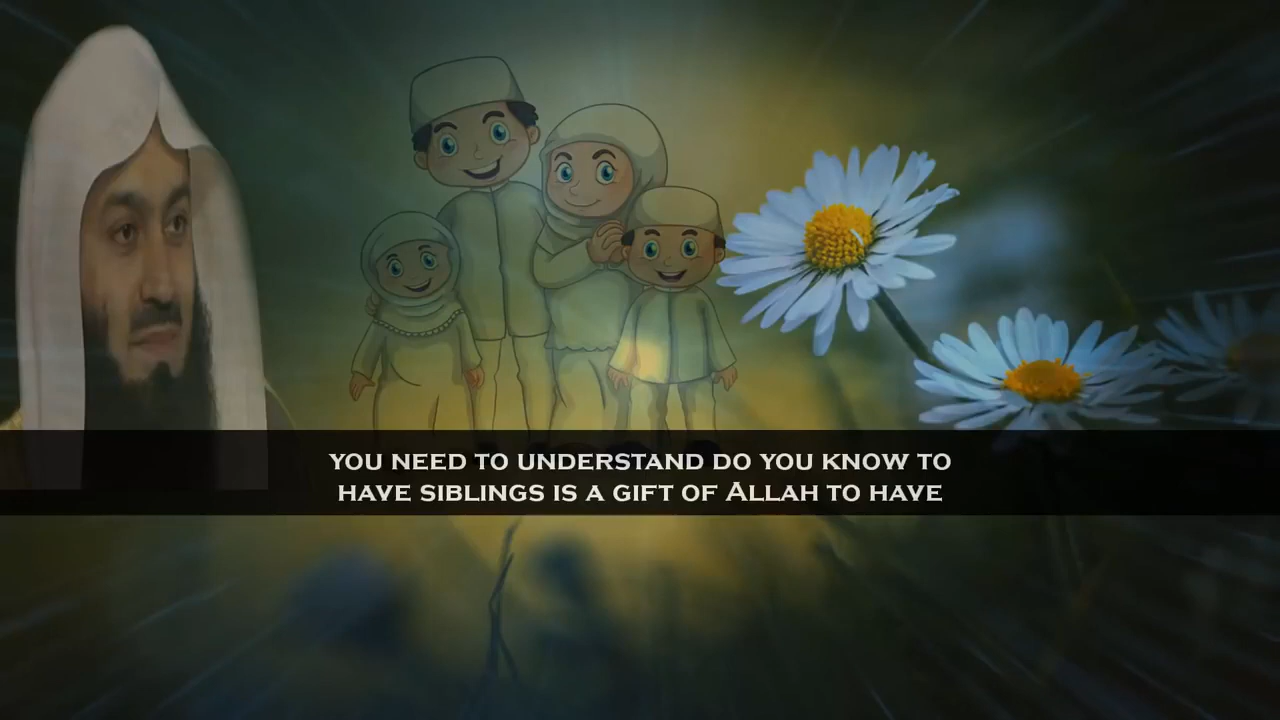 YOU NEED TO UNDERSTAND DO YOU KNOW TO
HAVE SIBLINGS IS A GIFT OF ALLAH TO HAVE